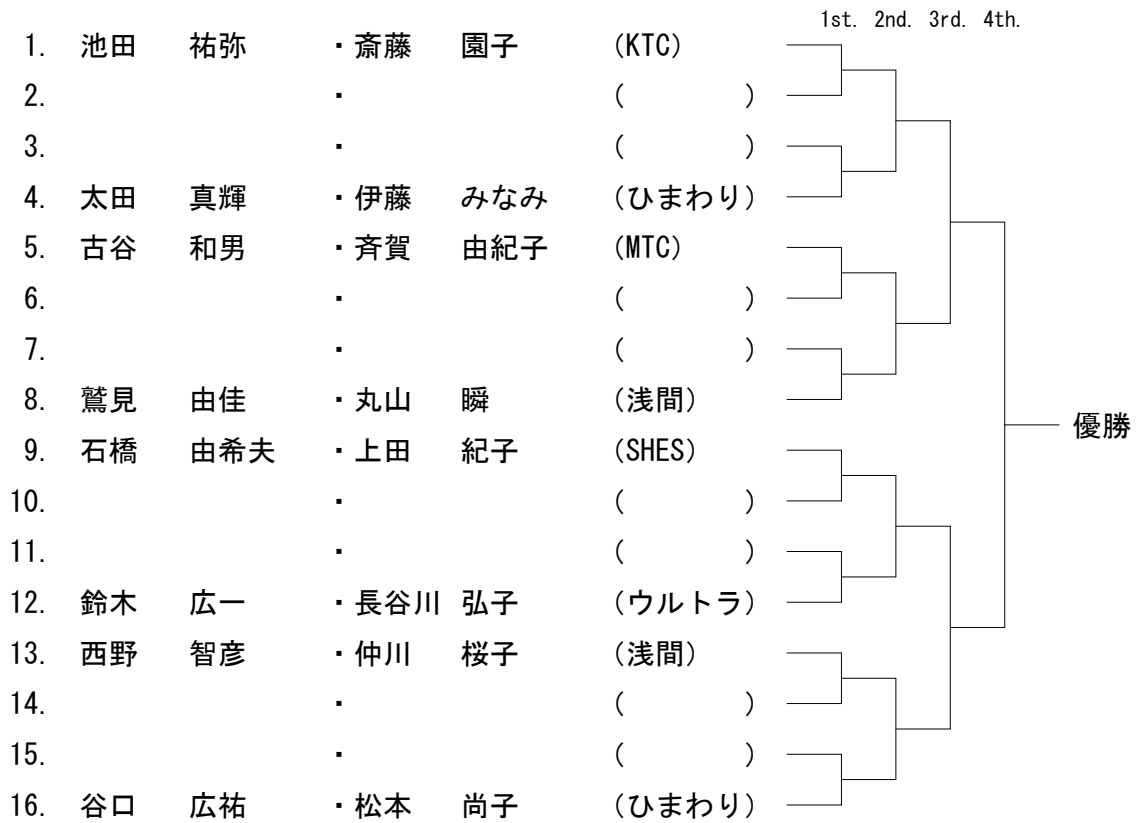 1st. 2nd. 3rd. 4th.
1. 池田 祐弥 ・斎藤 園子 (KTC)
2. ・ ( )
3. ・ ( )
4. 太田 真輝 ・伊藤 みなみ (ひまわり)
5. 古谷 和男 ・斉賀 由紀子 (MTC)
6. ・ ( )
7. ・ ( )
8. 鷲見 由佳 ・丸山 瞬 (浅間)
優勝
9. 石橋 由希夫 ・上田 紀子 (SHES)
10. ・ ( )
11. ・ ( )
12. 鈴木 広一 ・長谷川 弘子 (ウルトラ)
13. 西野 智彦 ・仲川 桜子 (浅間)
14. ・ ( )
15. ・ ( )
16. 谷口 広祐 ・松本 尚子 (ひまわり)